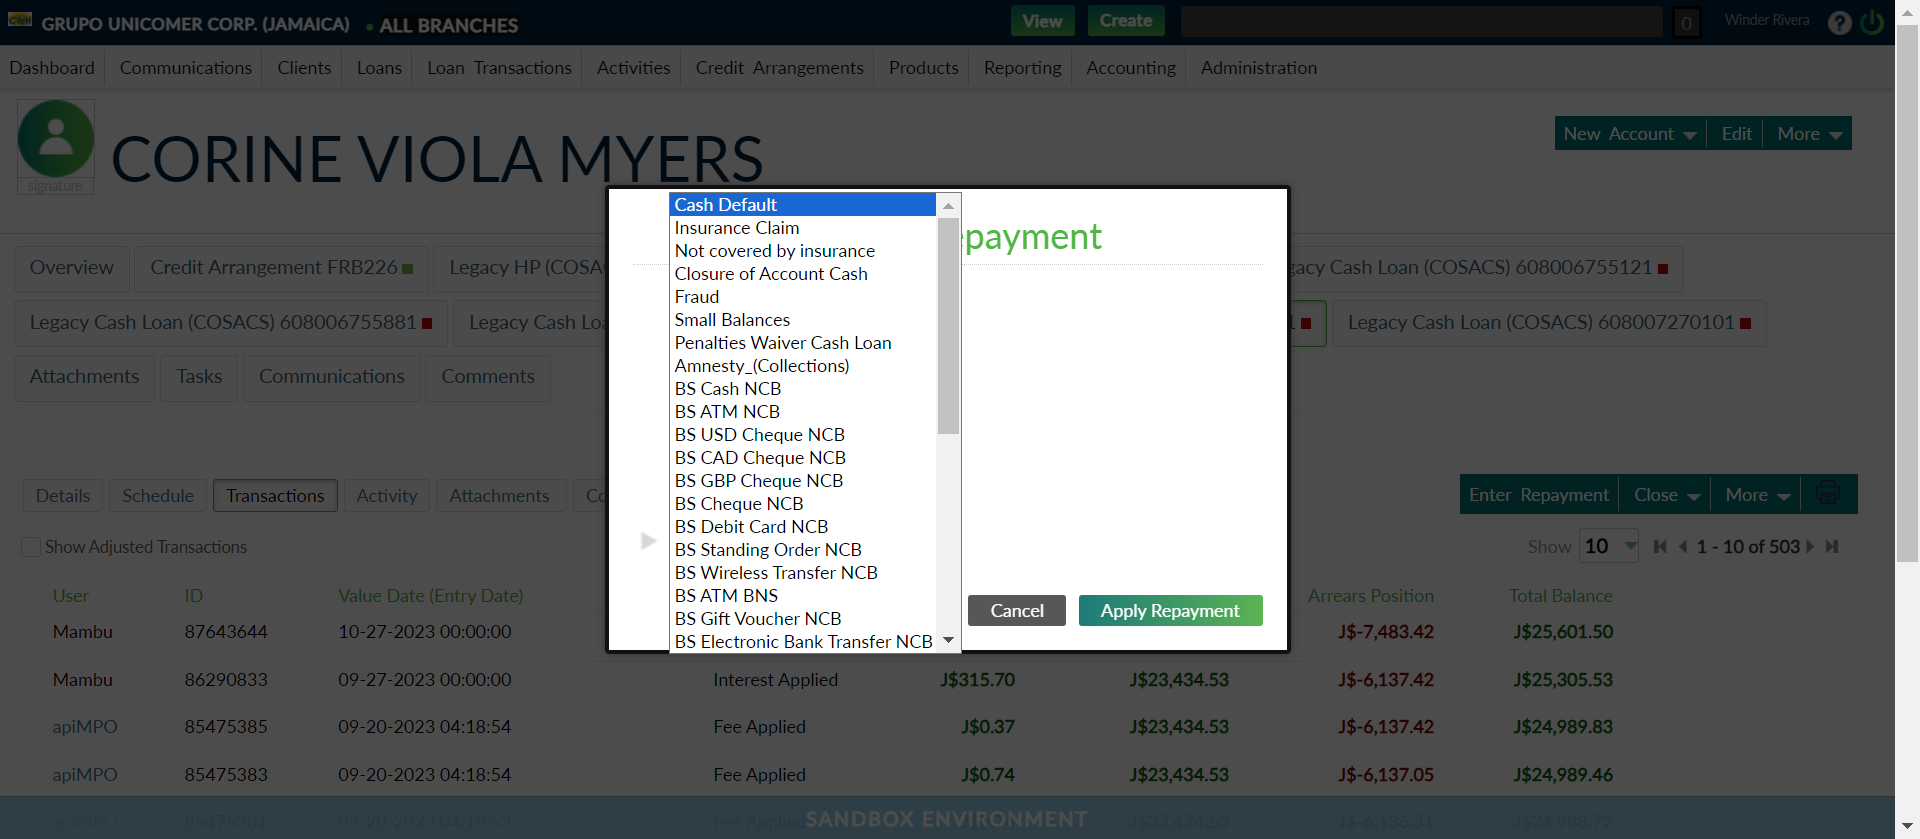 GRUPO UNICOMER CORP. (JAMAICA) ALL BRANCHES View Create 0 Winder Rivera ?
Dashboard Communications Clients Loans Loan Transactions Activities Credit Arrangements Products Reporting Accounting Administration
signature
CORINE VIOLA MYERS
New Account Edit More
Cash Default
Insurance Claim
Not covered by insurance
Closure of Account Cash
Fraud
Small Balances
Penalties Waiver Cash Loan
Amnesty_(Collections)
BS Cash NCB
BS ATM NCB
BS USD Cheque NCB
BS CAD Cheque NCB
BS GBP Cheque NCB
BS Cheque NCB
BS Debit Card NCB
BS Standing Order NCB
BS Wireless Transfer NCB
BS ATM BNS
BS Gift Voucher NCB
BS Electronic Bank Transfer NCB
epayment
Cancel Apply Repayment
Overview Credit Arrangement FRB226 Legacy HP (COSA gacy Cash Loan (COSACS) 608006755121
Legacy Cash Loan (COSACS) 608006755881 Legacy Cash Loa 1 Legacy Cash Loan (COSACS) 608007270101
Attachments Tasks Communications Comments
Details Schedule Transactions Activity Attachments Co Enter Repayment Close More
Show Adjusted Transactions Show 10 1 - 10 of 503
User ID Value Date (Entry Date) Arrears Position Total Balance
Mambu 87643644 10-27-2023 00:00:00 J$-7,483.42 J$25,601.50
Mambu 86290833 09-27-2023 00:00:00 Interest Applied J$315.70 J$23,434.53 J$-6,137.42 J$25,305.53
apiMPO 85475385 09-20-2023 04:18:54 Fee Applied J$0.37 J$23,434.53 J$-6,137.42 J$24,989.83
apiMPO 85475383 09-20-2023 04:18:54 Fee Applied J$0.74 J$23,434.53 J$-6,137.05 J$24,989.46
apiMPO 85475381 09-20-2023 04:18:53 Fee Applied J$23,434.53 J$-6,136.31 J$24,988.72
SANDBOX ENVIRONMENT